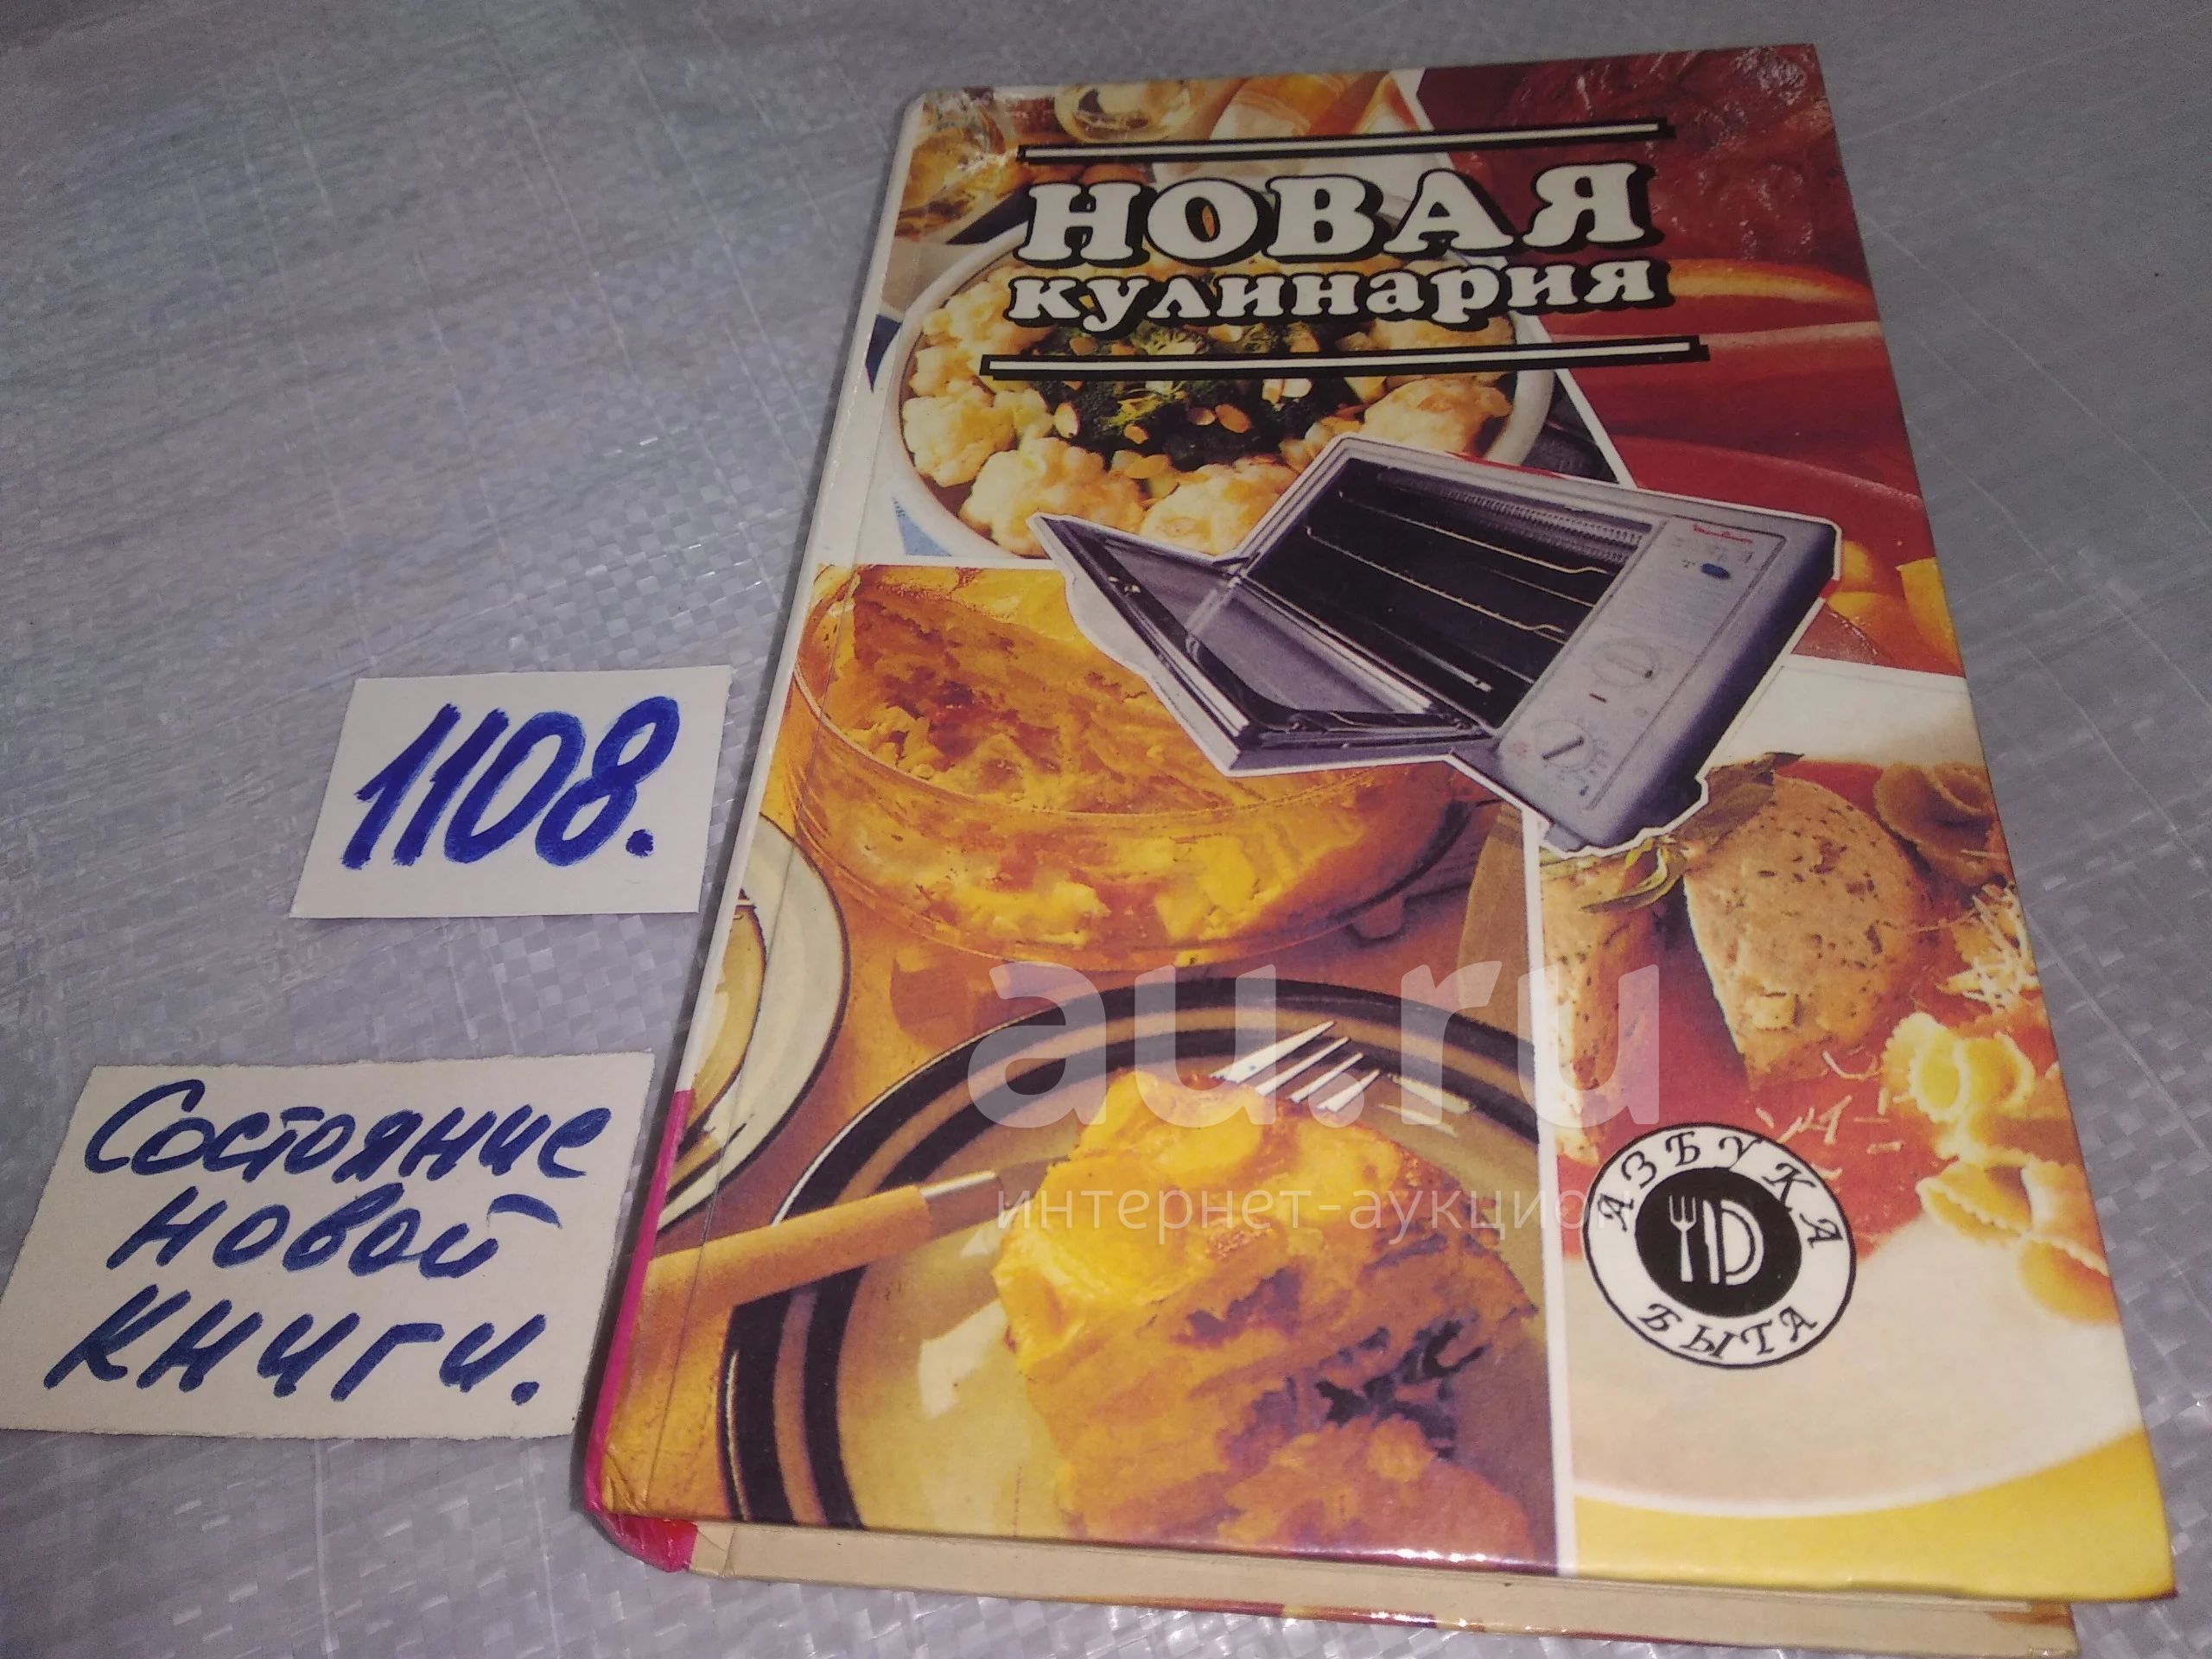 НОВАЯ
кулинария
1108.
Состояние
новой
книги.
au.ru
интернет-аукцион
АЗБУКА
БЫТА